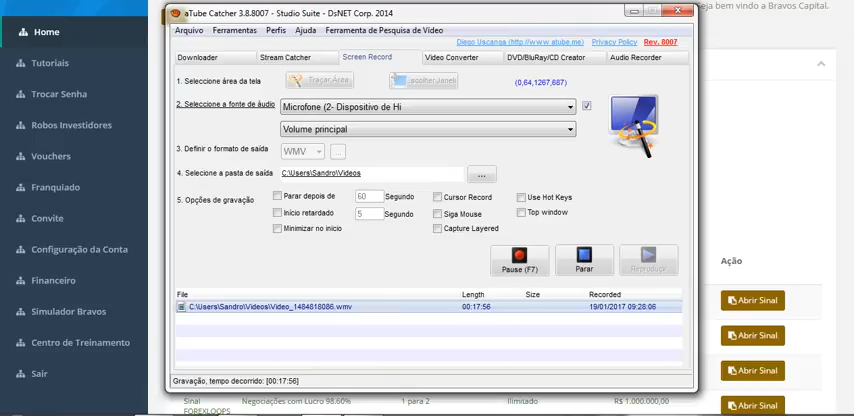 Home
Tutoriais
Trocar Senha
Robos Investidores
Vouchers
Franquiado
Convite
Configuração da Conta
Financeiro
Simulador Bravos
Centro de Treinamento
Sair
Seja bem vindo a Bravos Capital.
aTube Catcher 3.8.8007 - Studio Suite - DsNET Corp. 2014
Arquivo Ferramentas Perfis Ajuda Ferramenta de Pesquisa de Vídeo
Diego Uscanga (http://www.atube.me) Privacy Policy Rev. 8007
Downloader Stream Catcher Screen Record Video Converter DVD/BluRay/CD Creator Audio Recorder
1. Seleccione área da tela Traçar Área Escolher Janela (0,64,1267,687)
2. Seleccione a fonte de áudio Microfone (2- Dispositivo de Hi
Volume principal
3. Definir o formato de saída WMV ...
4. Selecione a pasta de saída C:\Users\Sandro\Videos ...
5. Opções de gravação Parar depois de 60 Segundo Cursor Record Use Hot Keys
Início retardado 5 Segundo Siga Mouse Top window
Minimizar no início Capture Layered
Pause (F7) Parar Reproduzir
File Length Size Recorded
C:\Users\Sandro\Videos\Video_1484818086.wmv 00:17:56 19/01/2017 09:28:06
Gravação, tempo decorrido: [00:17:56]
Ação
Abrir Sinal
Abrir Sinal
Abrir Sinal
Abrir Sinal
Sinal Negociações com Lucro 98.60% 1 para 2 Ilimitado R$ 1.000.000,00
FOREXLOOPS